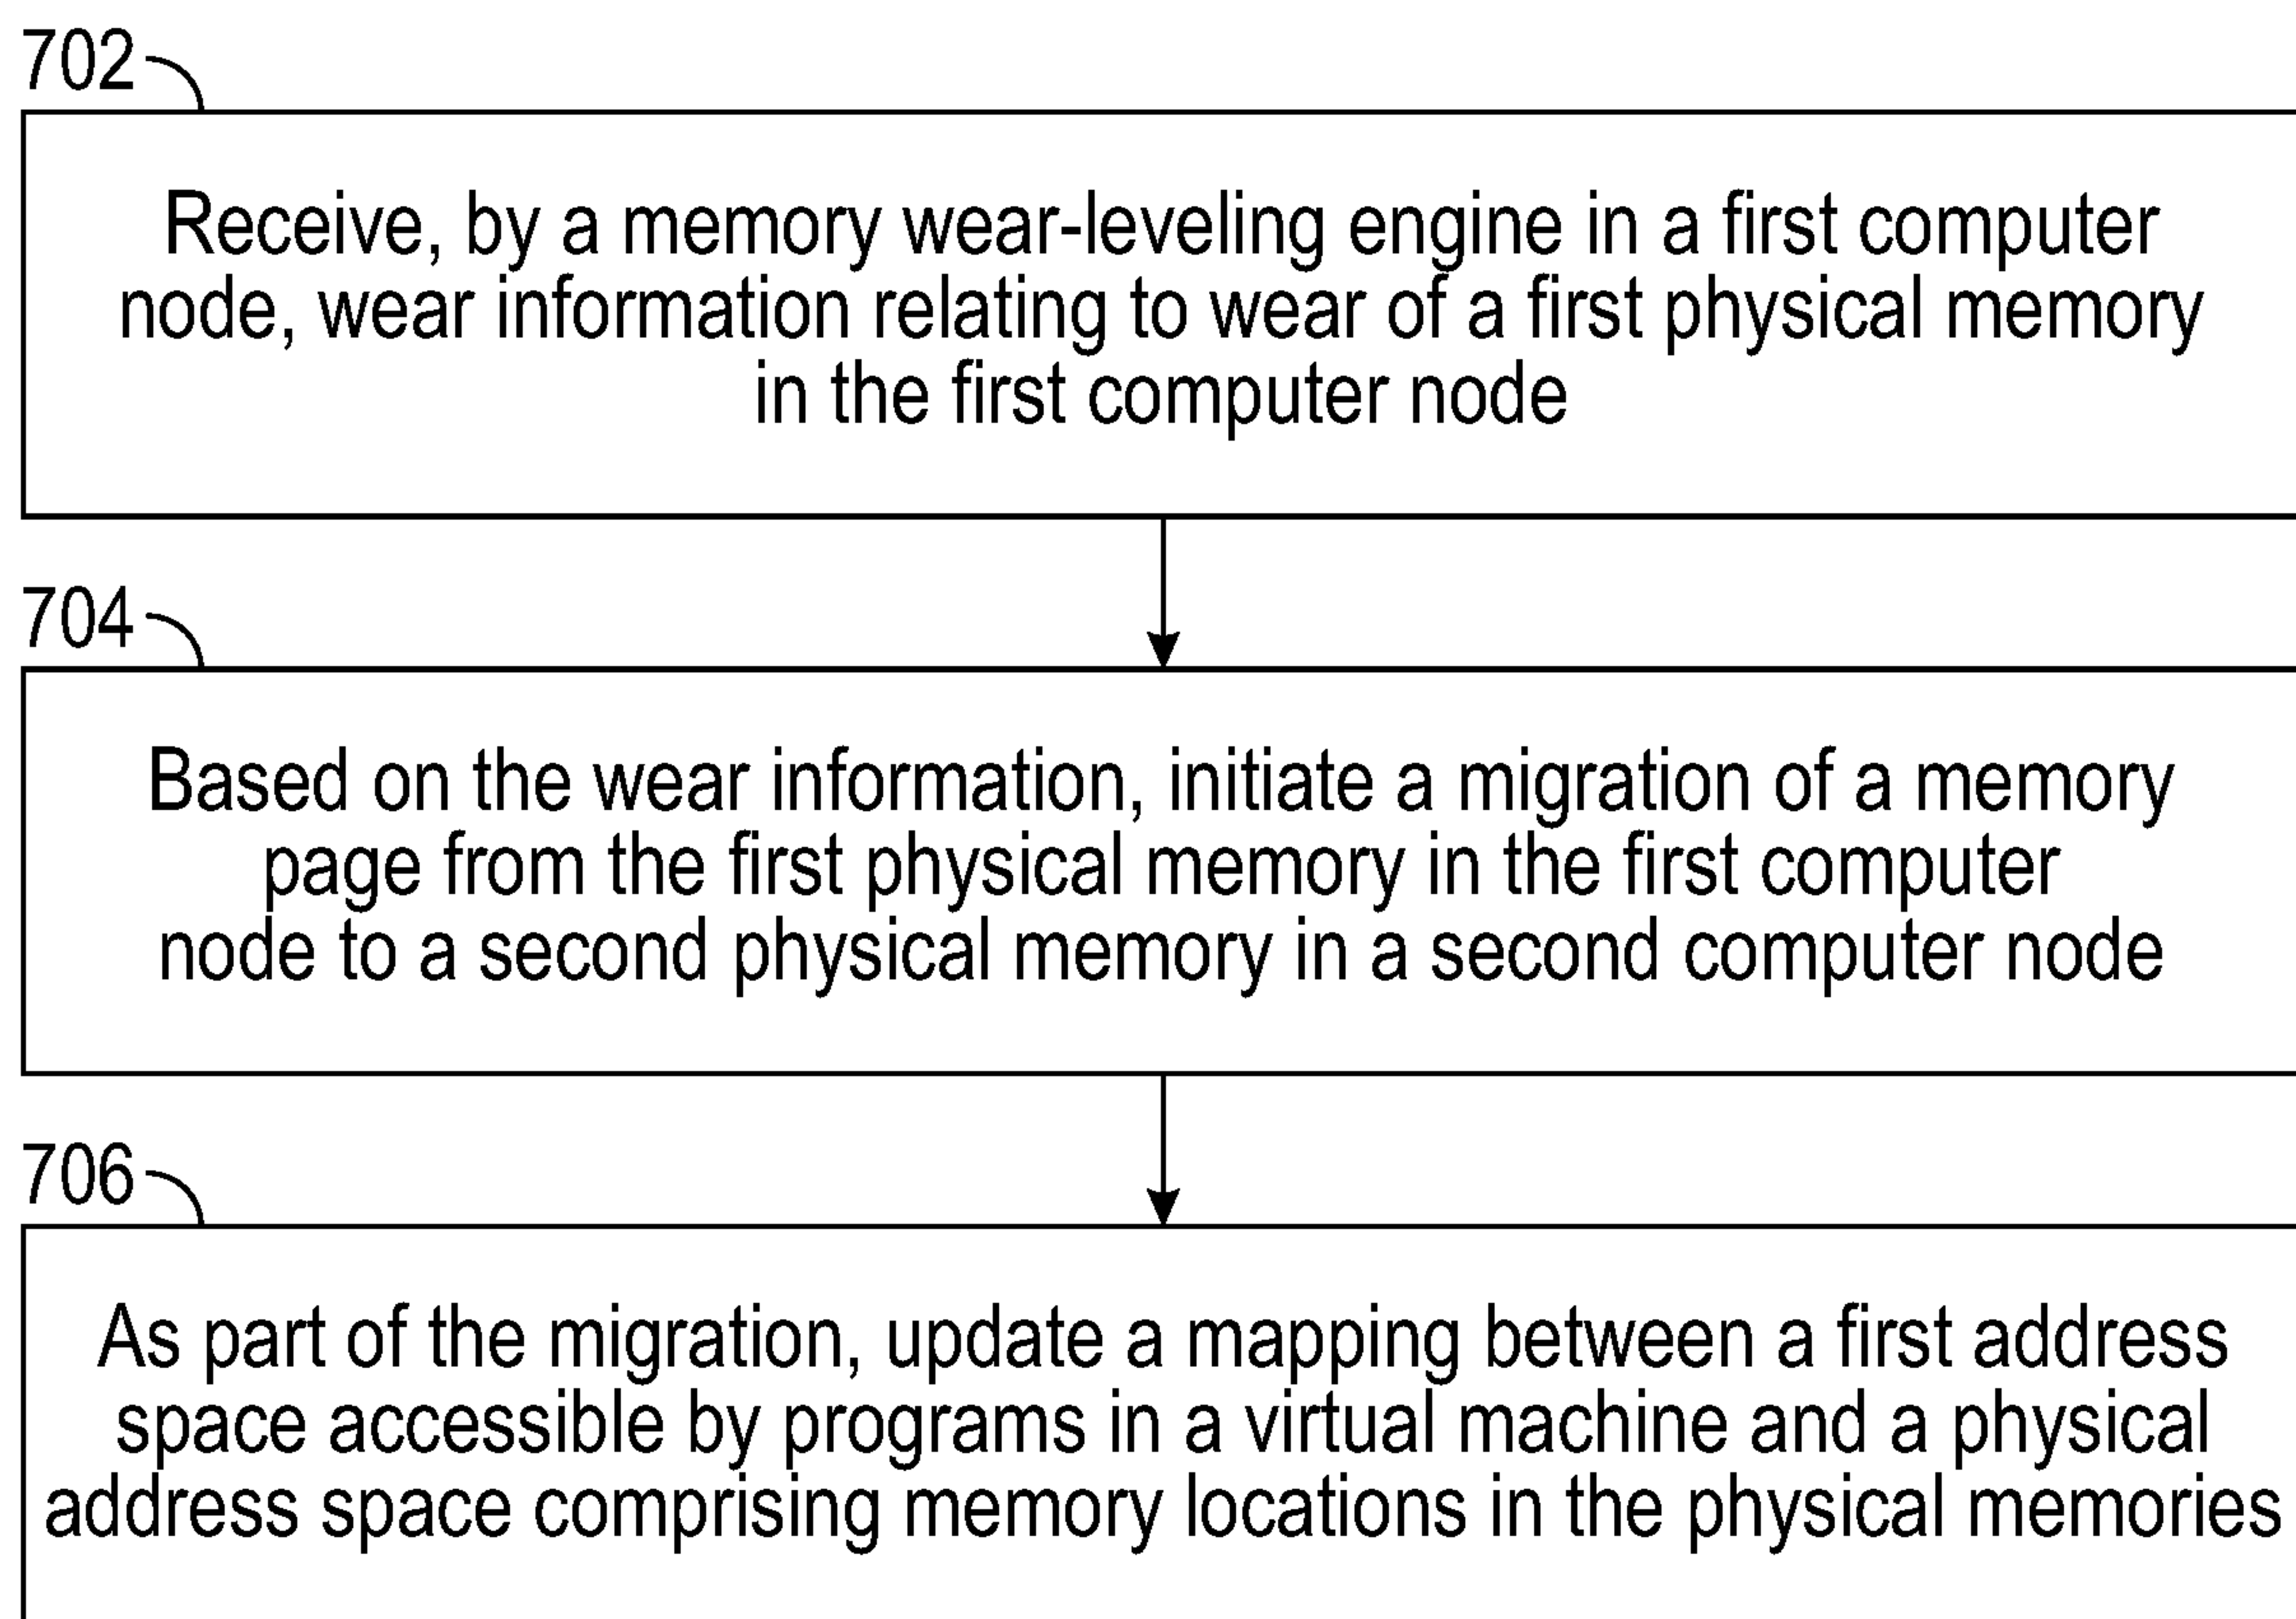 702
Receive, by a memory wear-leveling engine in a first computer
node, wear information relating to wear of a first physical memory
in the first computer node
704
Based on the wear information, initiate a migration of a memory
page from the first physical memory in the first computer
node to a second physical memory in a second computer node
706
As part of the migration, update a mapping between a first address
space accessible by programs in a virtual machine and a physical
address space comprising memory locations in the physical memories